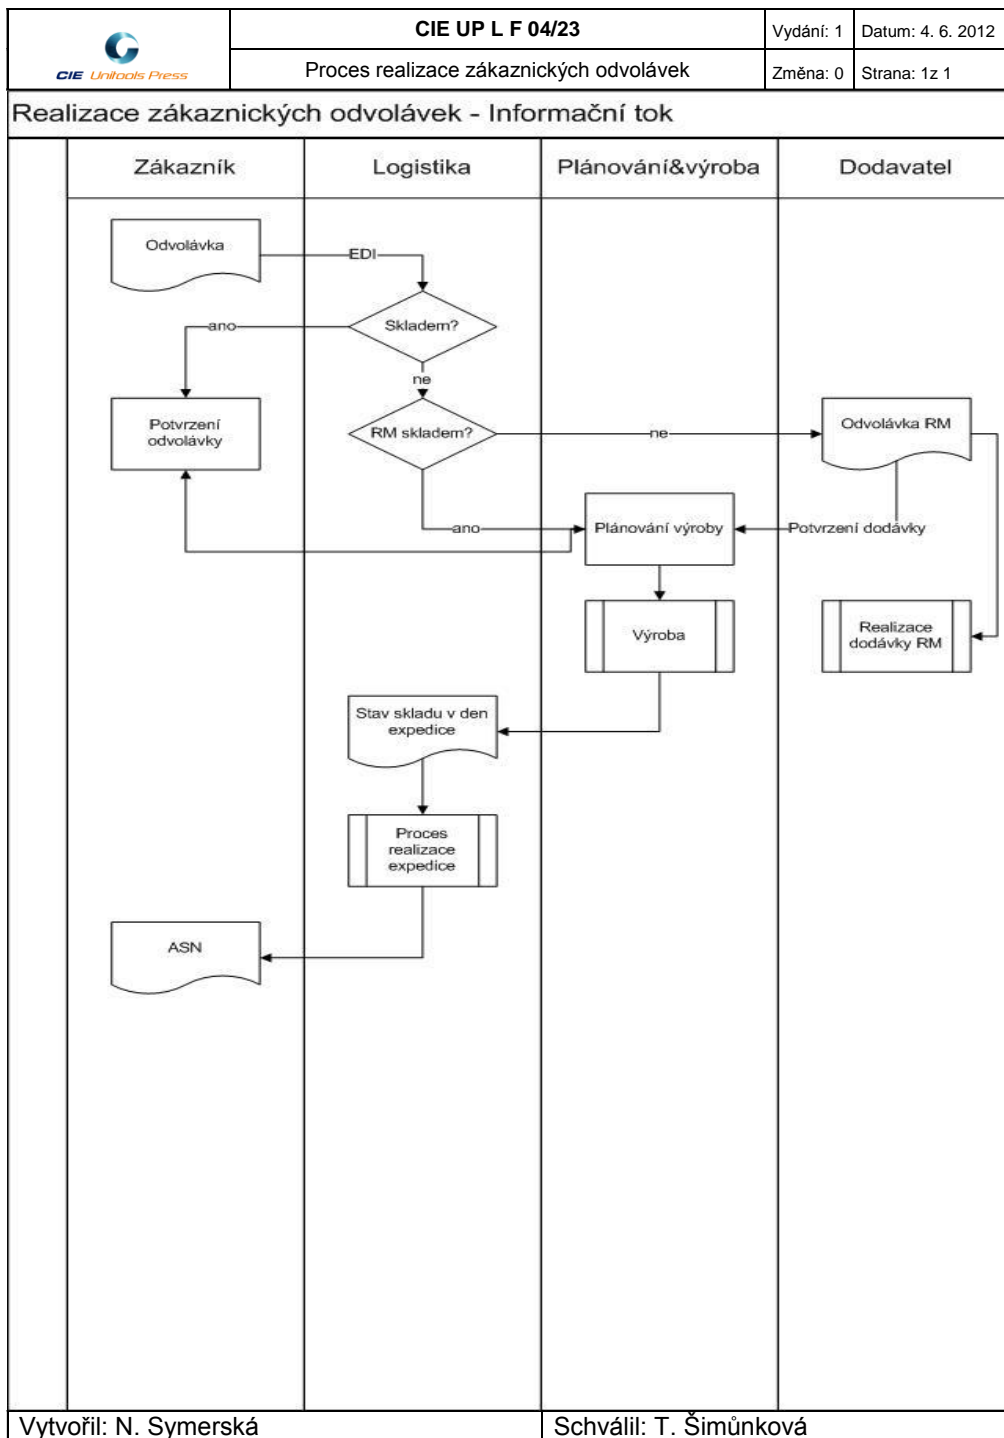 CIE Unitools Press
CIE UP L F 04/23
Vydání: 1
Datum: 4. 6. 2012
Proces realizace zákaznických odvolávek
Změna: 0
Strana: 1z 1
Realizace zákaznických odvolávek - Informační tok
Zákazník
Logistika
Plánování&výroba
Dodavatel
Odvolávka
EDI
Skladem?
ano
ne
Potvrzení
odvolávky
RM skladem?
ne
Odvolávka RM
ano
Plánování výroby
Potvrzení dodávky
Výroba
Realizace
dodávky RM
Stav skladu v den
expedice
Proces
realizace
expedice
ASN
Vytvořil: N. Symerská
Schválil: T. Šimůnková